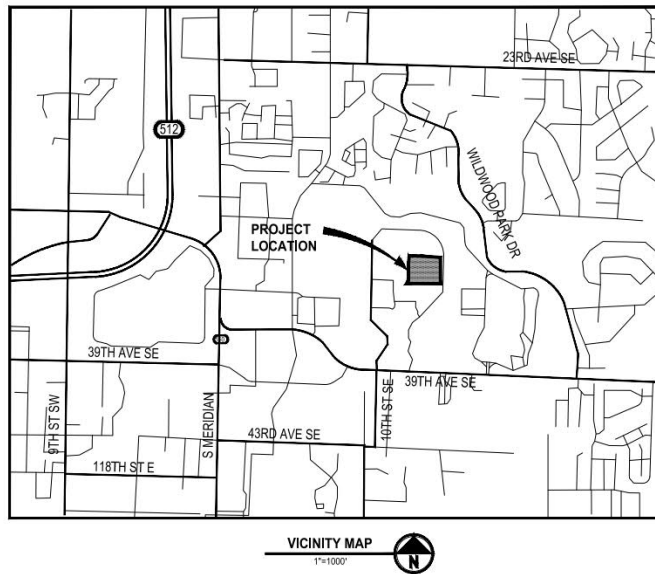 23RD AVE SE
512
WILDWOOD PARK DR
PROJECT
LOCATION
39TH AVE SE
39TH AVE SE
9TH ST SW
S MERIDIAN
10TH ST SE
43RD AVE SE
118TH ST E
VICINITY MAP
1"=1000'
N